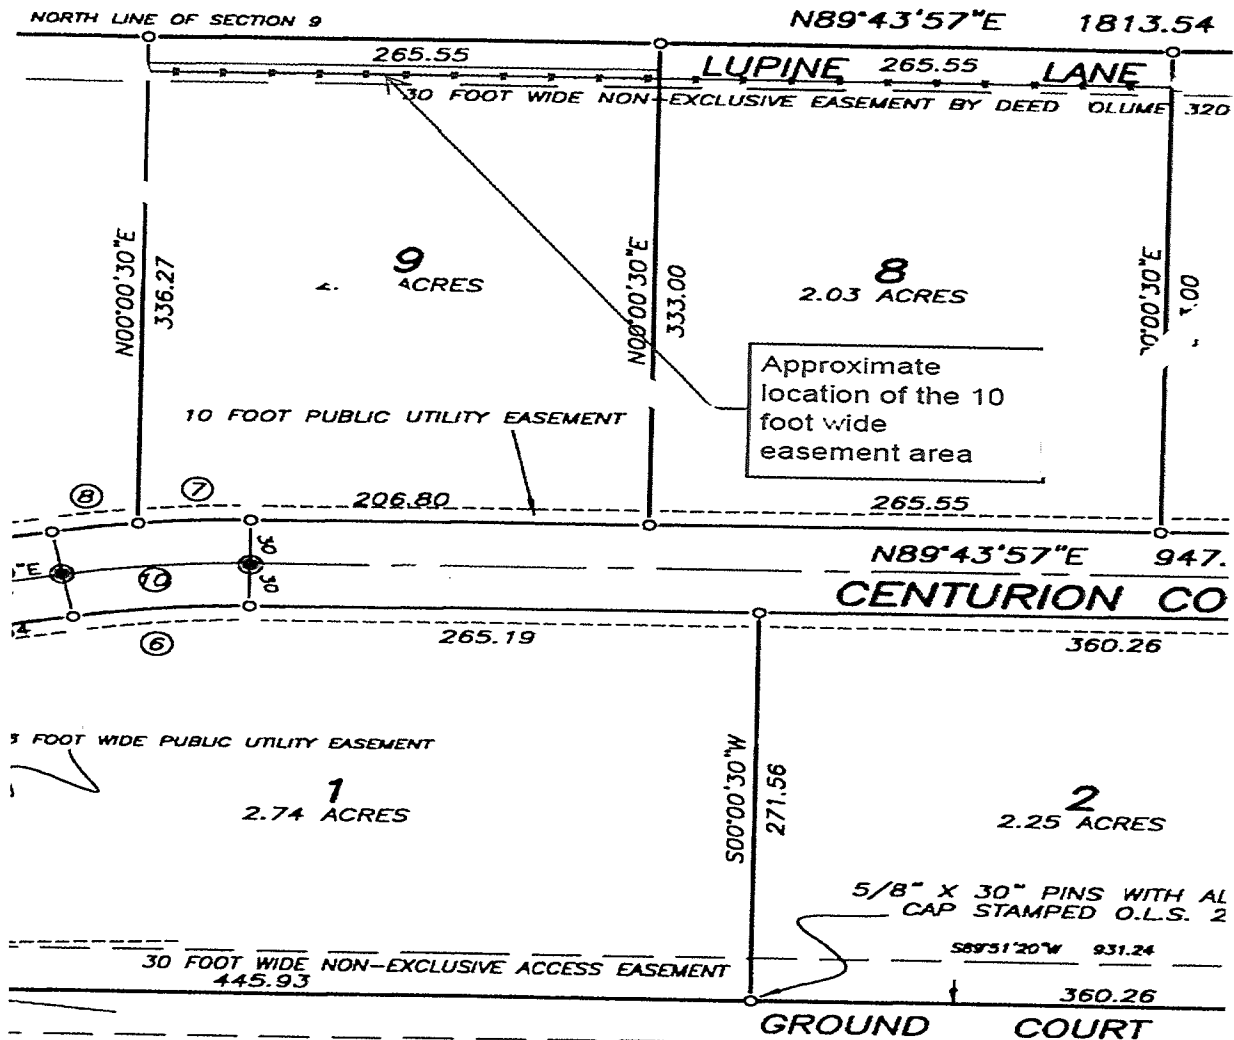 NORTH LINE OF SECTION 9
N89°43'57"E 1813.54
265.55
LUPINE 265.55 LANE
30 FOOT WIDE NON-EXCLUSIVE EASEMENT BY DEED OLUME 320
N00°00'30"E
336.27
9
ACRES
N00°00'30"E
333.00
8
2.03 ACRES
0°00'30"E
3.00
Approximate
location of the 10
foot wide
easement area
10 FOOT PUBLIC UTILITY EASEMENT
8
7
206.80
265.55
30
30
"E
10
N89°43'57"E 947.
CENTURION CO
6
265.19
360.26
FOOT WIDE PUBLIC UTILITY EASEMENT
1
2.74 ACRES
S00°00'30"W
271.56
2
2.25 ACRES
5/8" X 30" PINS WITH AL
CAP STAMPED O.L.S. 2
S89°51'20"W 931.24
30 FOOT WIDE NON-EXCLUSIVE ACCESS EASEMENT
445.93
360.26
GROUND COURT